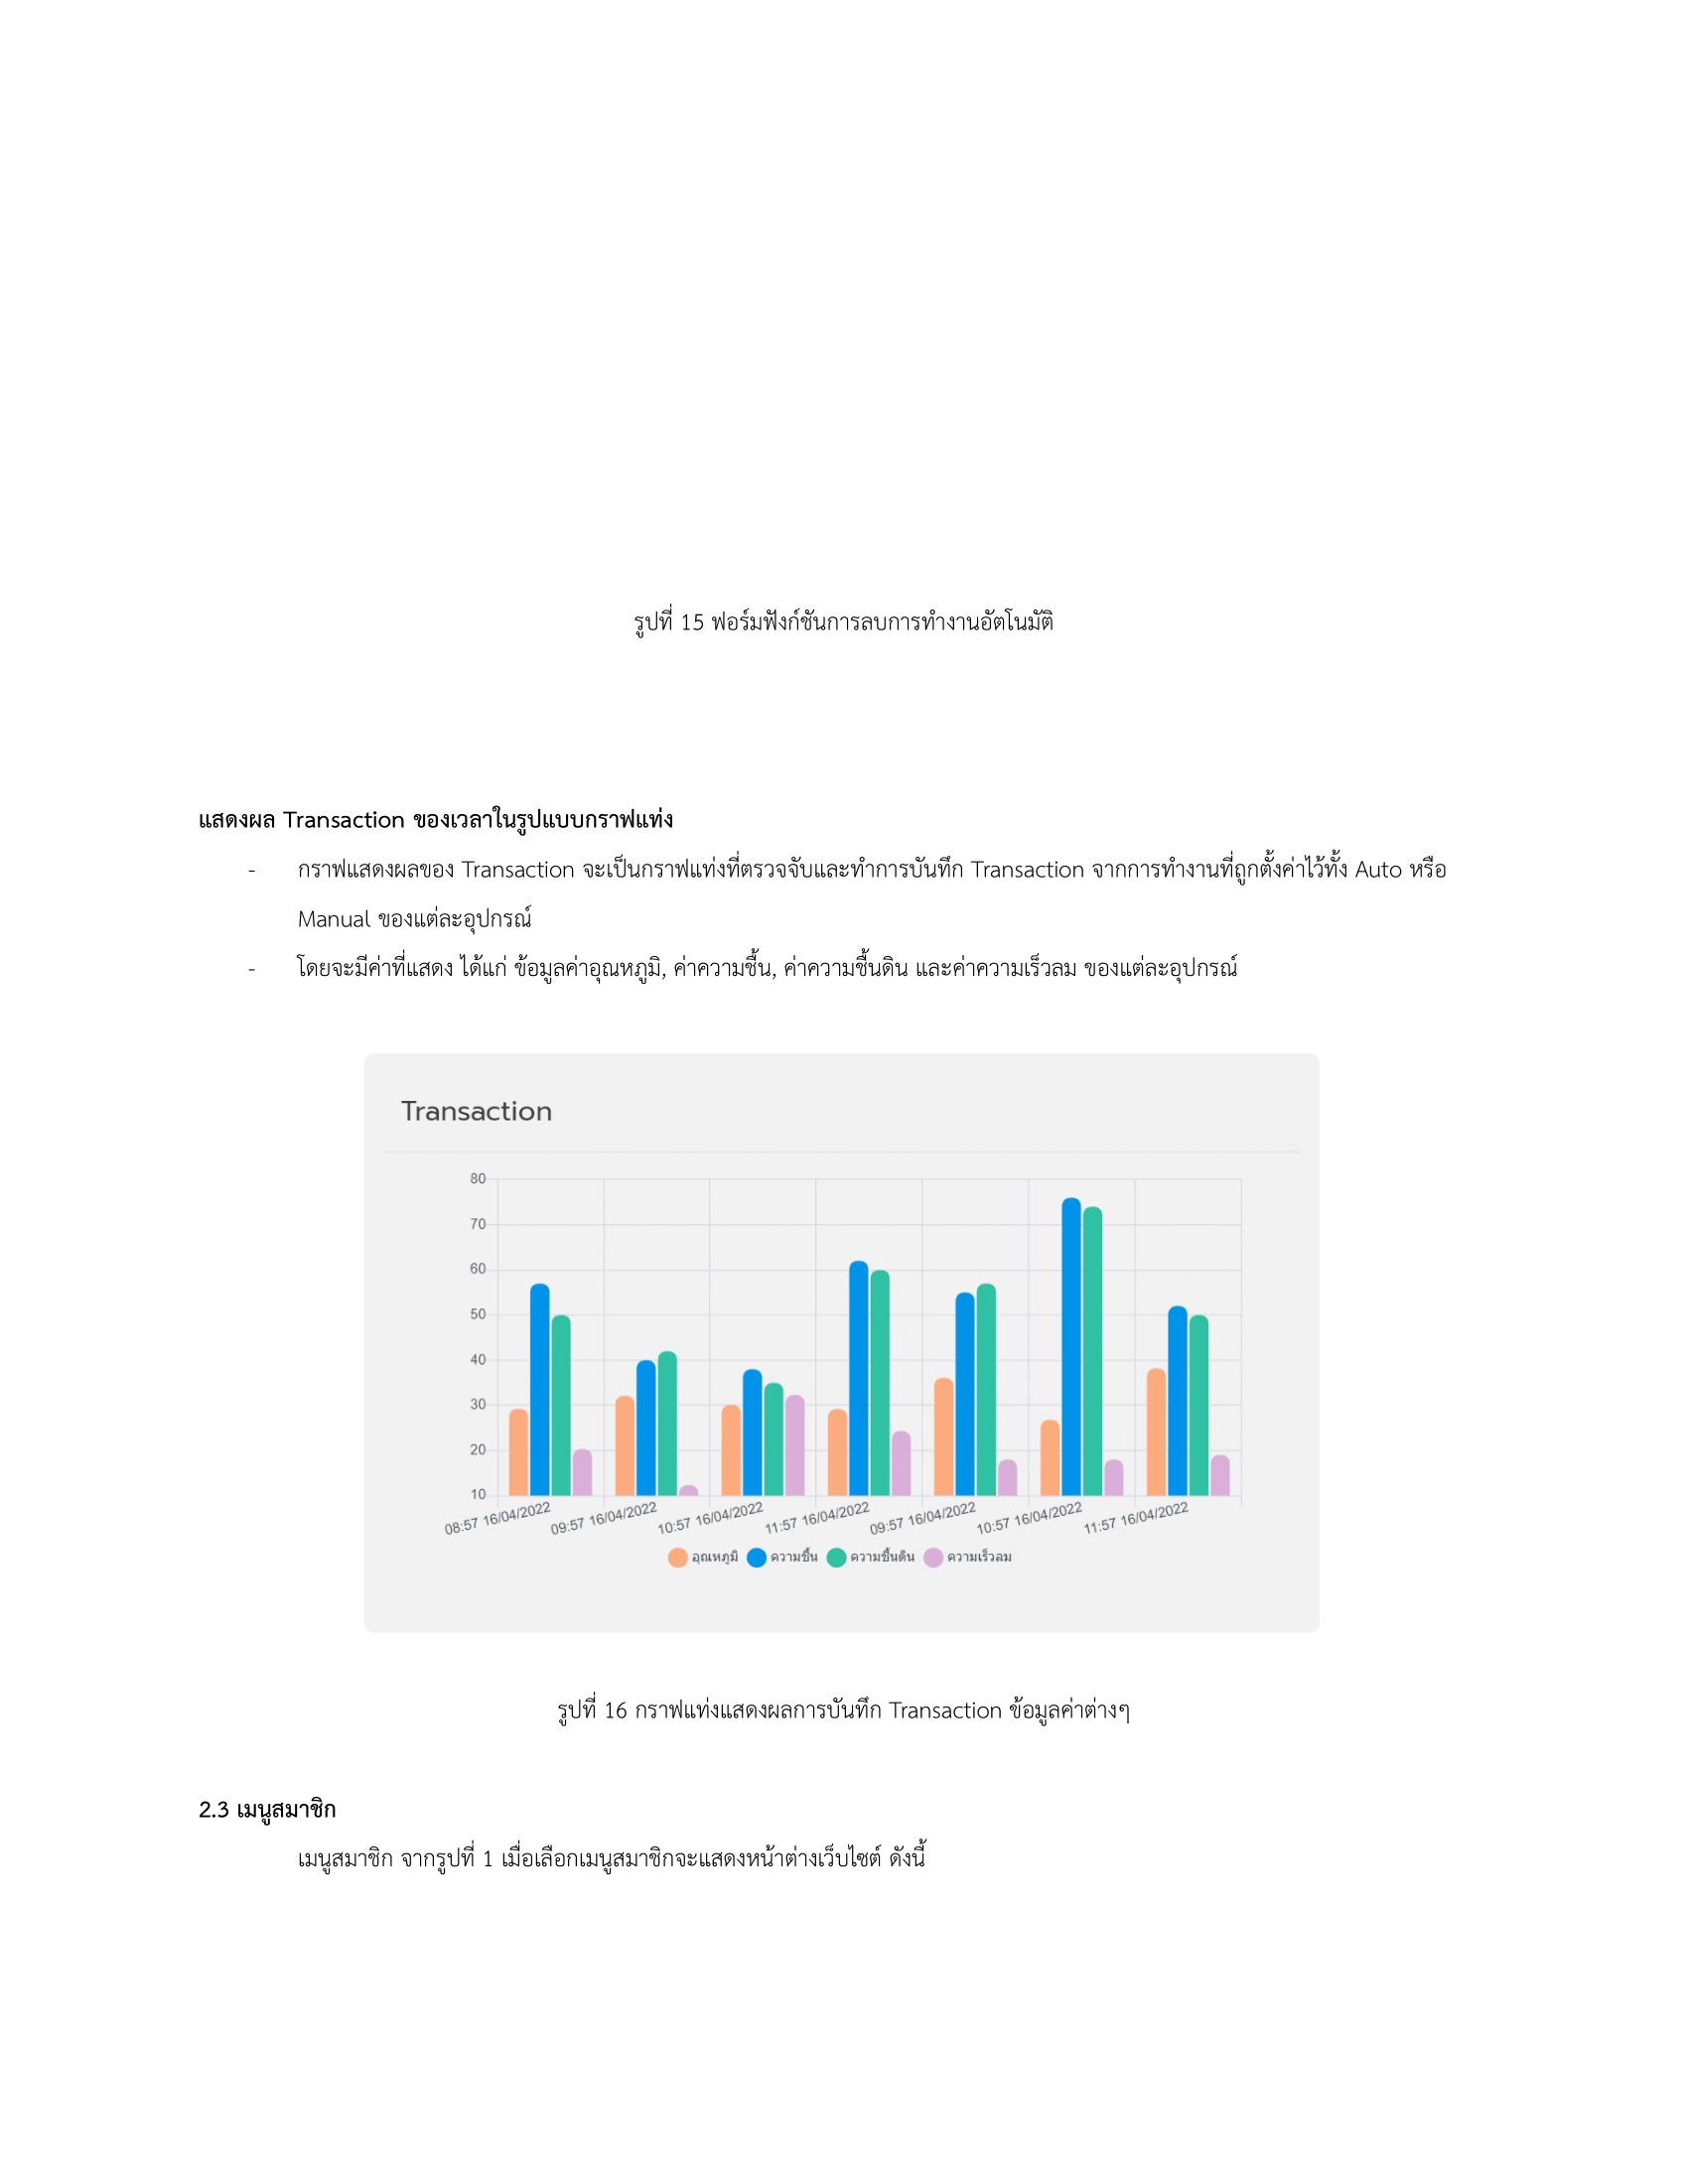 รูปที่ 15 ฟอร์มฟังก์ชันการลบการทำงานอัตโนมัติ
แสดงผล Transaction ของเวลาในรูปแบบกราฟแท่ง
- กราฟแสดงผลของ Transaction จะเป็นกราฟแท่งที่ตรวจจับและทำการบันทึก Transaction จากการทำงานที่ถูกตั้งค่าไว้ทั้ง Auto หรือ
Manual ของแต่ละอุปกรณ์
- โดยจะมีค่าที่แสดง ได้แก่ ข้อมูลค่าอุณหภูมิ, ค่าความชื้น, ค่าความชื้นดิน และค่าความเร็วลม ของแต่ละอุปกรณ์
Transaction
80
70
60
50
40
30
20
10
08:57 16/04/2022 09:57 16/04/2022 10:57 16/04/2022 11:57 16/04/2022 09:57 16/04/2022 10:57 16/04/2022 11:57 16/04/2022
อุณหภูมิ ความชื้น ความชื้นดิน ความเร็วลม
รูปที่ 16 กราฟแท่งแสดงผลการบันทึก Transaction ข้อมูลค่าต่างๆ
2.3 เมนูสมาชิก
เมนูสมาชิก จากรูปที่ 1 เมื่อเลือกเมนูสมาชิกจะแสดงหน้าต่างเว็บไซต์ ดังนี้